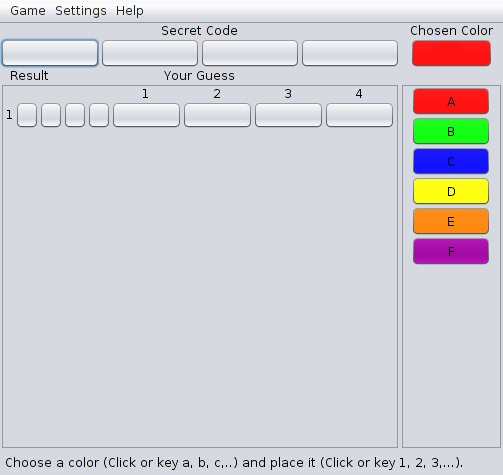 Game Settings Help
Secret Code Chosen Color
Result Your Guess
1 2 3 4
1
A
B
C
D
E
F
Choose a color (Click or key a, b, c,..) and place it (Click or key 1, 2, 3,...).